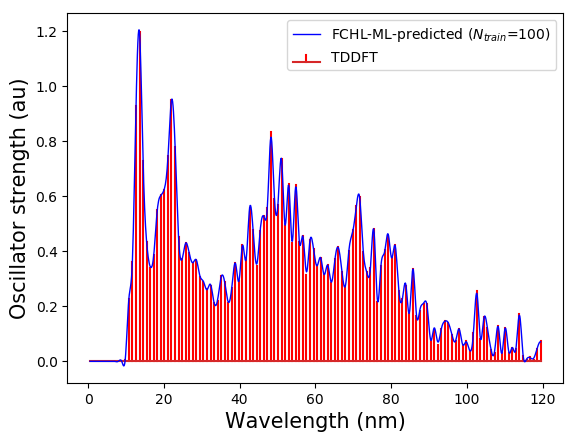 FCHL-ML-predicted (N_train=100)
TDDFT
Oscillator strength (au)
1.2
1.0
0.8
0.6
0.4
0.2
0.0
0 20 40 60 80 100 120
Wavelength (nm)